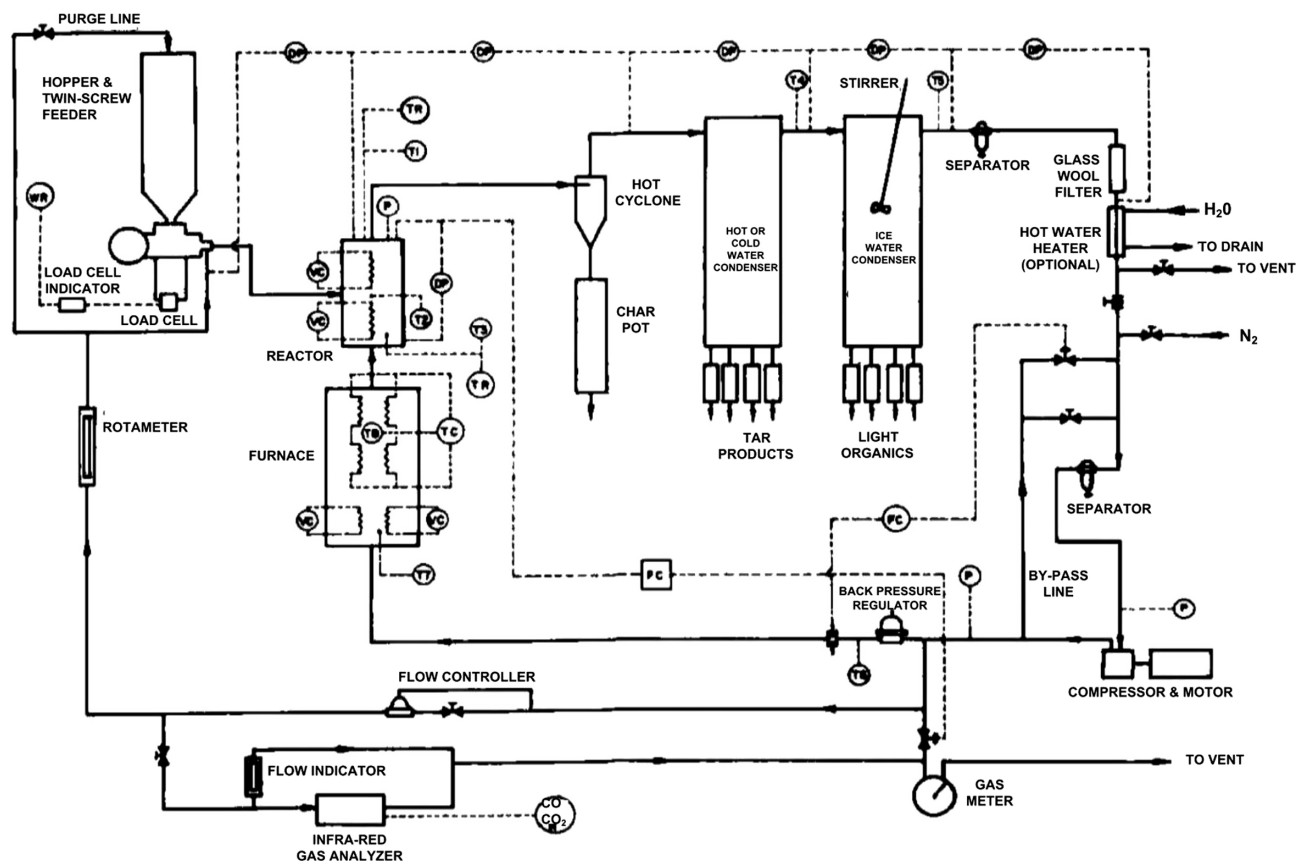 PURGE LINE
HOPPER &
TWIN-SCREW
FEEDER
DP
DP
DP
DP
DP
T4
STIRRER
T5
TR
T1
SEPARATOR
GLASS
WOOL
FILTER
WR
P
HOT
CYCLONE
H20
HOT OR
COLD
WATER
CONDENSER
ICE
WATER
CONDENSER
HOT WATER
HEATER
(OPTIONAL)
TO DRAIN
TO VENT
LOAD CELL
INDICATOR
LOAD CELL
VC
DP
VC
T2
T3
CHAR
POT
REACTOR
TR
N2
ROTAMETER
FURNACE
TC
TAR
PRODUCTS
LIGHT
ORGANICS
SEPARATOR
VC
VC
FC
T7
FC
P
BY-PASS
LINE
BACK PRESSURE
REGULATOR
P
FLOW CONTROLLER
COMPRESSOR & MOTOR
FLOW INDICATOR
TO VENT
GAS
METER
CO
CO2
INFRA-RED
GAS ANALYZER